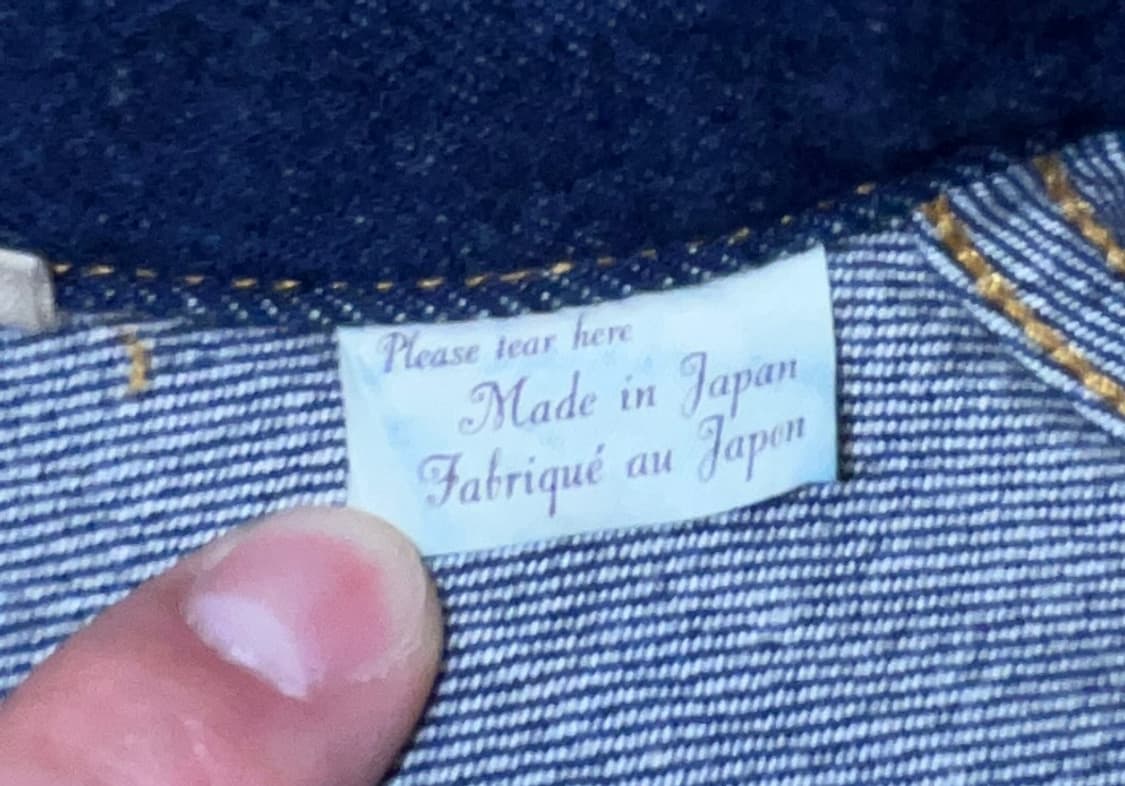 Please tear here
Made in Japan
Fabriqué au Japon